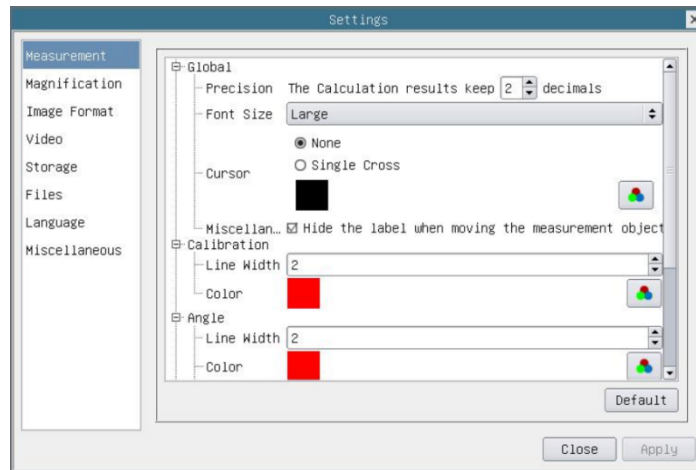 Settings
Measurement
Magnification
Image Format
Video
Storage
Files
Language
Miscellaneous
Global
Precision The Calculation results keep 2 decimals
Font Size Large
None
Single Cross
Cursor
Miscellan... Hide the label when moving the measurement object
Calibration
Line Width 2
Color
Angle
Line Width 2
Color
Default
Close Apply